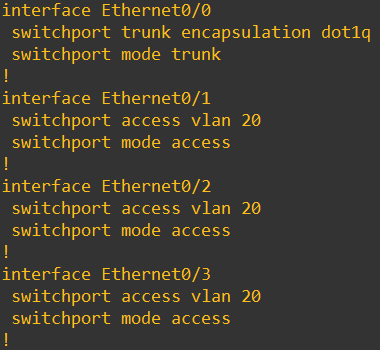 interface Ethernet0/0
 switchport trunk encapsulation dot1q
 switchport mode trunk
!
interface Ethernet0/1
 switchport access vlan 20
 switchport mode access
!
interface Ethernet0/2
 switchport access vlan 20
 switchport mode access
!
interface Ethernet0/3
 switchport access vlan 20
 switchport mode access
!